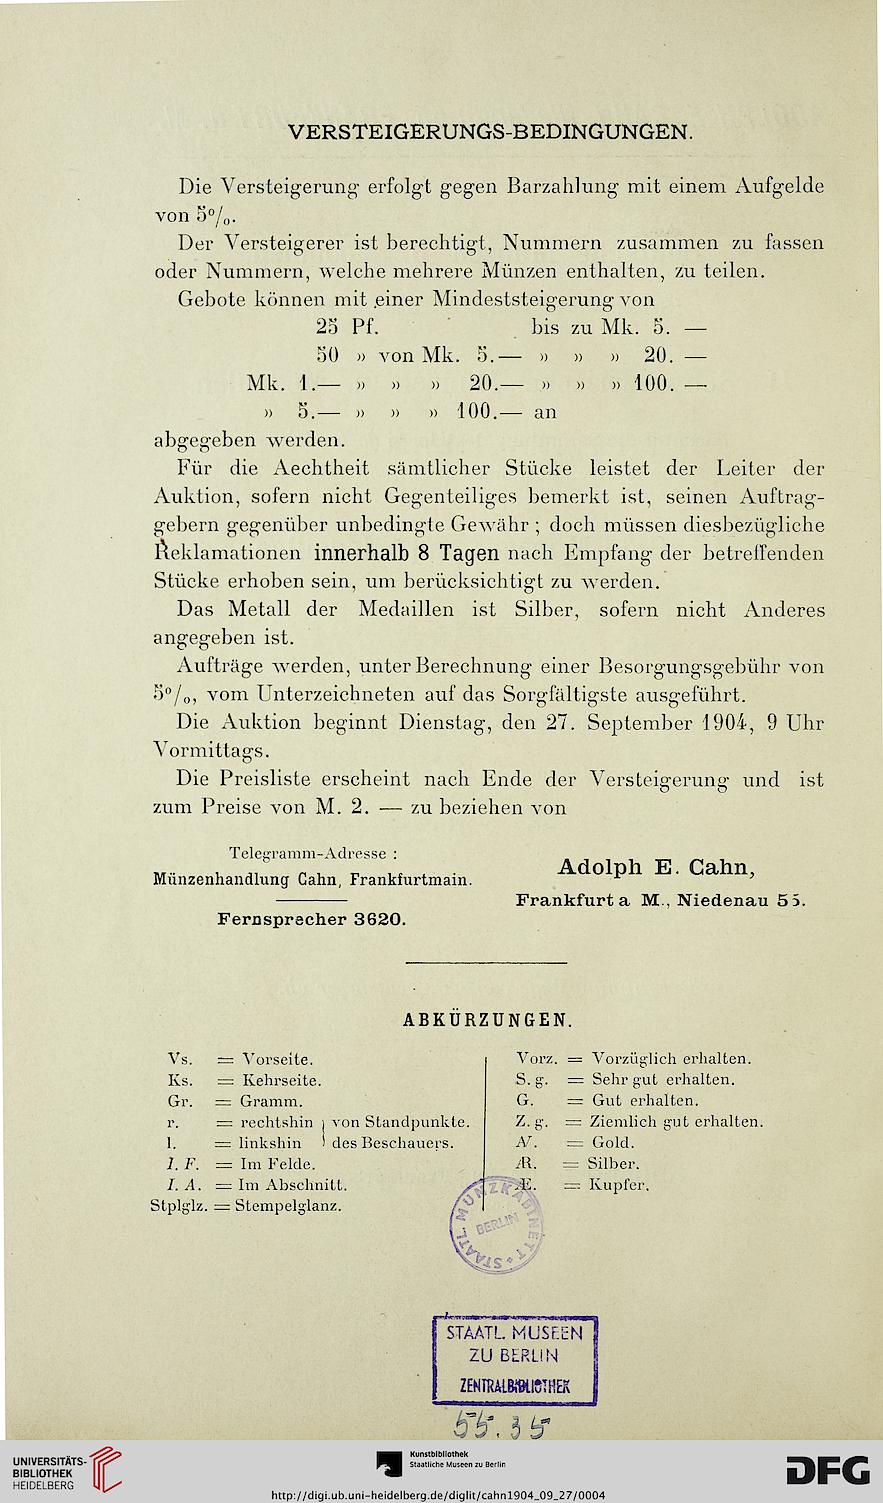 VERSTEIGERUNGS-BEDINGUNGEN.
Die Versteigerung erfolgt gegen Barzahlung mit einem Aufgelde
von 5%.
Der Versteigerer ist berechtigt, Nummern zusammen zu fassen
oder Nummern, welche mehrere Münzen enthalten, zu teilen.
Gebote können mit einer Mindeststeigerung von
25 Pf. bis zu Mk. 5. —
50 » von Mk. 5.— » » » 20. —
Mk. 1.— » » » 20.— » » » 100. —
» 5.— » » » 100.— an
abgegeben werden.
Für die Aechtheit sämtlicher Stücke leistet der Leiter der
Auktion, sofern nicht Gegenteiliges bemerkt ist, seinen Auftrag-
gebern gegenüber unbedingte Gewähr ; doch müssen diesbezügliche
Reklamationen innerhalb 8 Tagen nach Empfang der betreffenden
Stücke erhoben sein, um berücksichtigt zu werden.
Das Metall der Medaillen ist Silber, sofern nicht Anderes
angegeben ist.
Aufträge werden, unter Berechnung einer Besorgungsgebühr von
5%, vom Unterzeichneten auf das Sorgfältigste ausgeführt.
Die Auktion beginnt Dienstag, den 27. September 1904, 9 Uhr
Vormittags.
Die Preisliste erscheint nach Ende der Versteigerung und ist
zum Preise von M. 2. — zu beziehen von
Telegramm-Adresse :
Münzenhandlung Cahn, Frankfurtmain.
Fernsprecher 3620.
Adolph E. Cahn,
Frankfurt a M., Niedenau 55.
ABKÜRZUNGEN.
Vs. = Vorseite.
Ks. = Kehrseite.
Gr. = Gramm.
r. = rechtshin } von Standpunkte.
l. = linkshin } des Beschauers.
I. F. = Im Felde.
I. A. = Im Abschnitt.
Stplglz. = Stempelglanz.
Vorz. = Vorzüglich erhalten.
S. g. = Sehr gut erhalten.
G. = Gut erhalten.
Z. g. = Ziemlich gut erhalten.
A/. = Gold.
Æ. = Silber.
Æ. = Kupfer.
STAATL. MÜNZKABINETT
BERLIN
STAATL. MUSEEN
ZU BERLIN
ZENTRALBIBLIOTHEK
55. 35
UNIVERSITÄTS-
BIBLIOTHEK
HEIDELBERG
Kunstbibliothek
Staatliche Museen zu Berlin
DFG
http://digi.ub.uni-heidelberg.de/diglit/cahn1904_09_27/0004